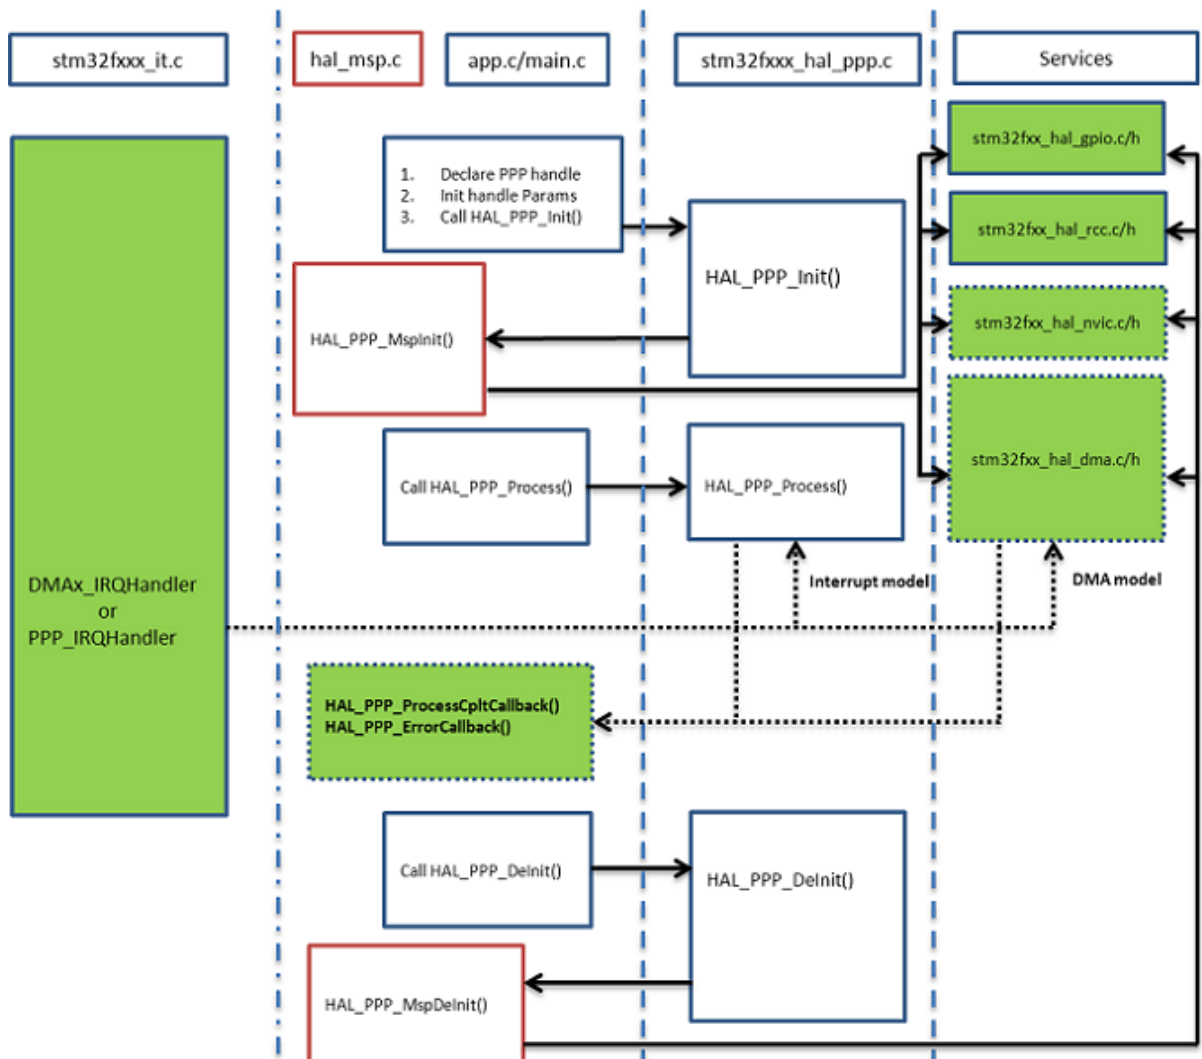 stm32fxxx_it.c
hal_msp.c
app.c/main.c
stm32fxxx_hal_ppp.c
Services
1. Declare PPP handle
2. Init handle Params
3. Call HAL_PPP_Init()
HAL_PPP_Init()
HAL_PPP_MspInit()
stm32fxx_hal_gpio.c/h
stm32fxx_hal_rcc.c/h
stm32fxx_hal_nvic.c/h
stm32fxx_hal_dma.c/h
Call HAL_PPP_Process()
HAL_PPP_Process()
Interrupt model
DMA model
DMAx_IRQHandler
or
PPP_IRQHandler
HAL_PPP_ProcessCpltCallback()
HAL_PPP_ErrorCallback()
Call HAL_PPP_DeInit()
HAL_PPP_DeInit()
HAL_PPP_MspDeInit()